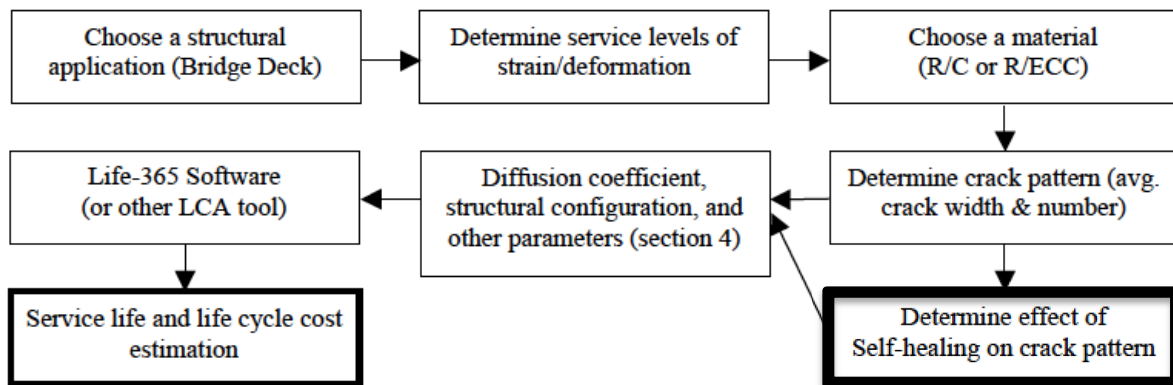 Choose a structural
application (Bridge Deck)
Determine service levels of
strain/deformation
Choose a material
(R/C or R/ECC)
Life-365 Software
(or other LCA tool)
Diffusion coefficient,
structural configuration, and
other parameters (section 4)
Determine crack pattern (avg.
crack width & number)
Service life and life cycle cost
estimation
Determine effect of
Self-healing on crack pattern